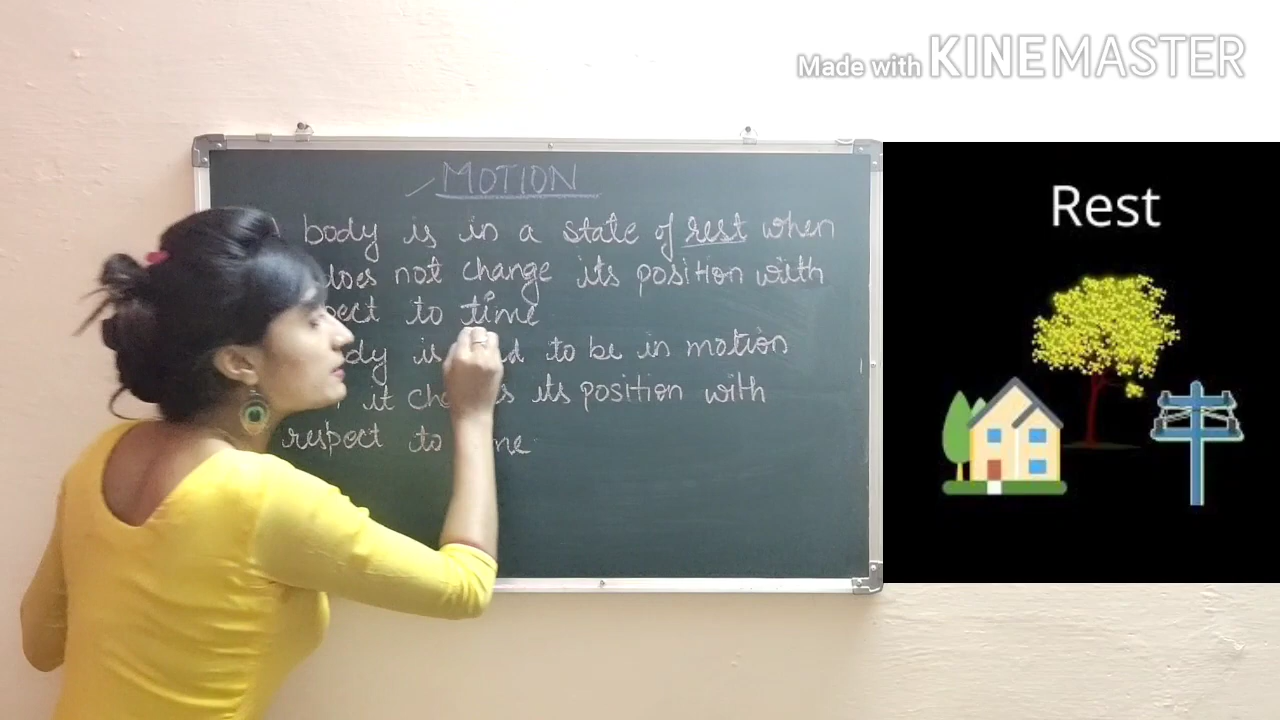 Made with KINEMASTER
MOTION
body is in a state of rest when
does not change its position with
to time
is to be in motion
it its position with
respect to
Rest